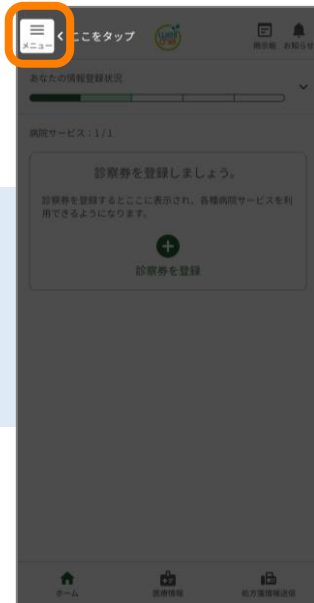 メニュー
ここをタップ
掲示板 お知らせ
あなたの情報登録状況
病院サービス：1/1
診察券を登録しましょう。
診察券を登録するとここに表示され、各種病院サービスを利
用できるようになります。
診察券を登録
ホーム 医療情報 処方箋情報送信